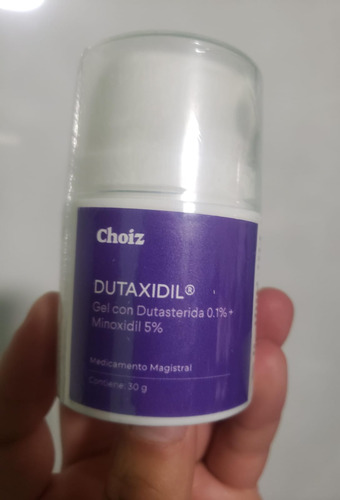 Choiz
DUTAXIDIL®
Gel con Dutasterida 0.1% +
Minoxidil 5%
Medicamento Magistral
Contiene: 30 g